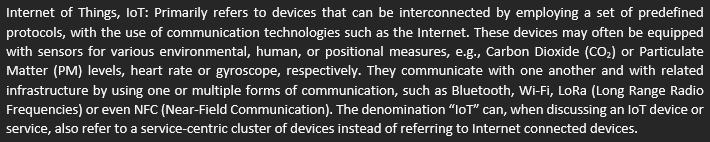 Internet of Things, IoT: Primarily refers to devices that can be interconnected by employing a set of predefined
protocols, with the use of communication technologies such as the Internet. These devices may often be equipped
with sensors for various environmental, human, or positional measures, e.g., Carbon Dioxide (CO₂) or Particulate
Matter (PM) levels, heart rate or gyroscope, respectively. They communicate with one another and with related
infrastructure by using one or multiple forms of communication, such as Bluetooth, Wi-Fi, LoRa (Long Range Radio
Frequencies) or even NFC (Near-Field Communication). The denomination “IoT” can, when discussing an IoT device or
service, also refer to a service-centric cluster of devices instead of referring to Internet connected devices.